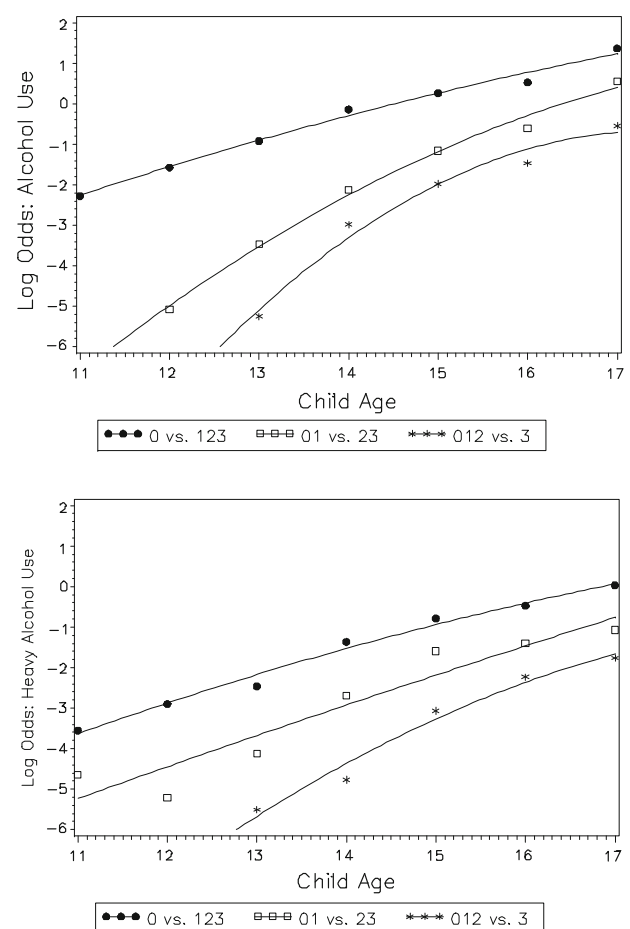 Log Odds: Alcohol Use
2
1
0
-1
-2
-3
-4
-5
-6
11 12 13 14 15 16 17
Child Age
0 vs. 123 01 vs. 23 012 vs. 3
Log Odds: Heavy Alcohol Use
2
1
0
-1
-2
-3
-4
-5
-6
11 12 13 14 15 16 17
Child Age
0 vs. 123 01 vs. 23 012 vs. 3